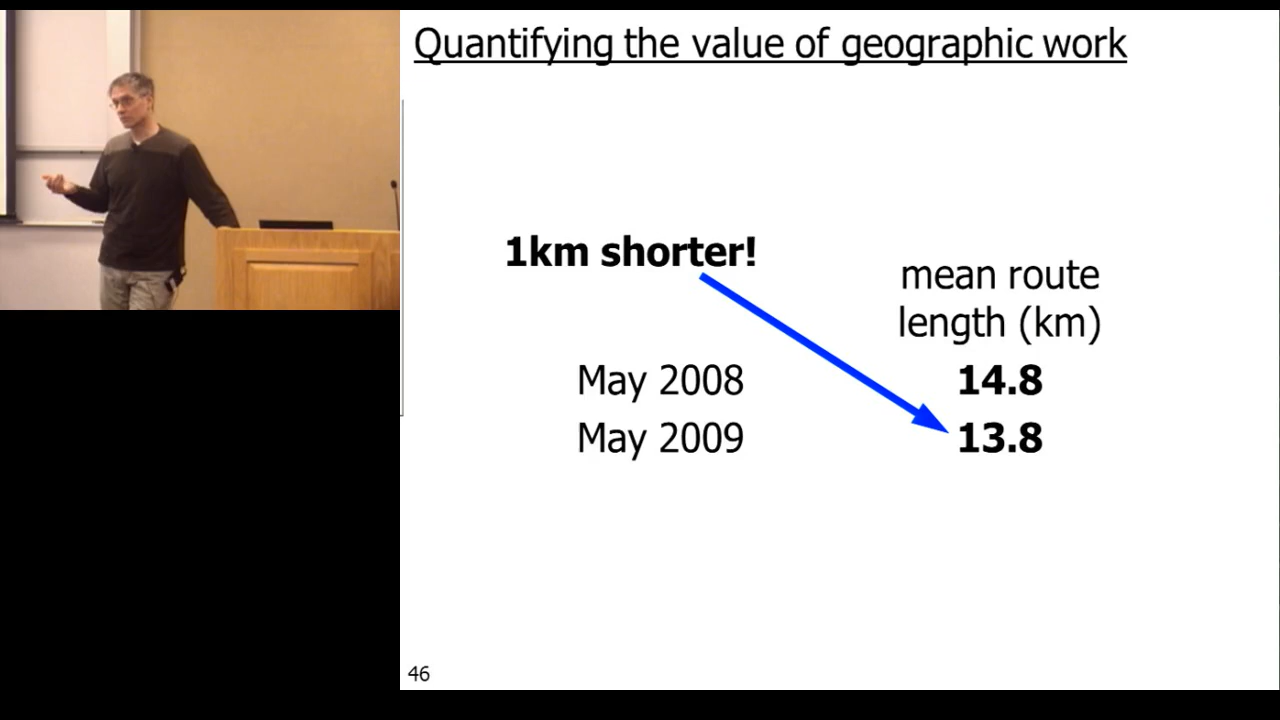 Quantifying the value of geographic work
1km shorter!
mean route
length (km)
May 2008 14.8
May 2009 13.8
46